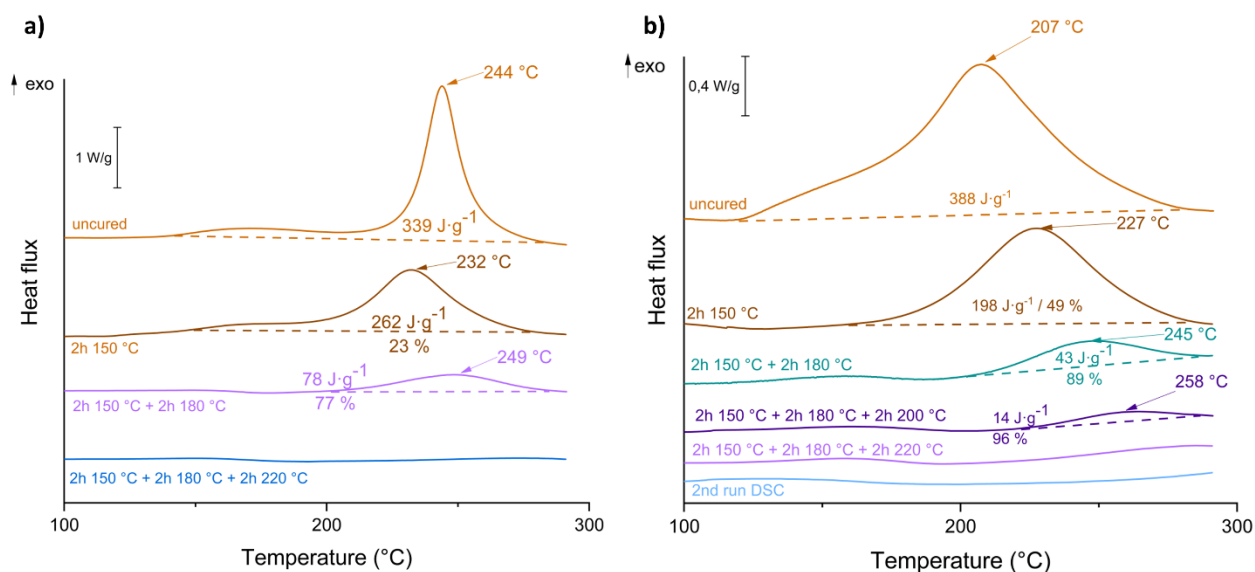 a)
244 °C
exo
1 W/g
uncured
339 J·g-1
232 °C
262 J·g-1
2h 150 °C
23 %
249 °C
78 J·g-1
2h 150 °C + 2h 180 °C
77 %
2h 150 °C + 2h 180 °C + 2h 220 °C
Heat flux
100
200
300
Temperature (°C)
b)
207 °C
exo
0,4 W/g
388 J·g-1
uncured
227 °C
198 J·g-1 / 49 %
2h 150 °C
245 °C
43 J·g-1
2h 150 °C + 2h 180 °C
89 %
258 °C
2h 150 °C + 2h 180 °C + 2h 200 °C
14 J·g-1
96 %
2h 150 °C + 2h 180 °C + 2h 220 °C
2nd run DSC
Heat flux
100
200
300
Temperature (°C)